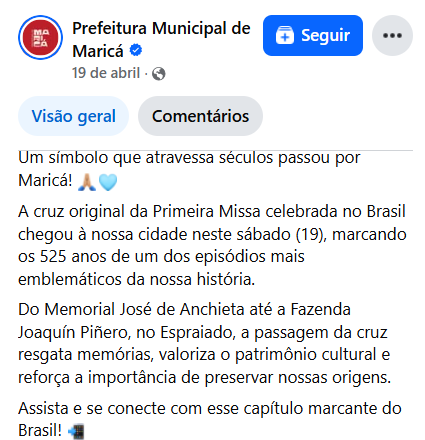 MA
RI
CÁ
Prefeitura Municipal de
Maricá
19 de abril ·
Seguir
Visão geral
Comentários
Um símbolo que atravessa séculos passou por
Maricá! 🙏🏽🩵
A cruz original da Primeira Missa celebrada no Brasil
chegou à nossa cidade neste sábado (19), marcando
os 525 anos de um dos episódios mais
emblemáticos da nossa história.
Do Memorial José de Anchieta até a Fazenda
Joaquín Piñero, no Espraiado, a passagem da cruz
resgata memórias, valoriza o patrimônio cultural e
reforça a importância de preservar nossas origens.
Assista e se conecte com esse capítulo marcante do
Brasil! 📲